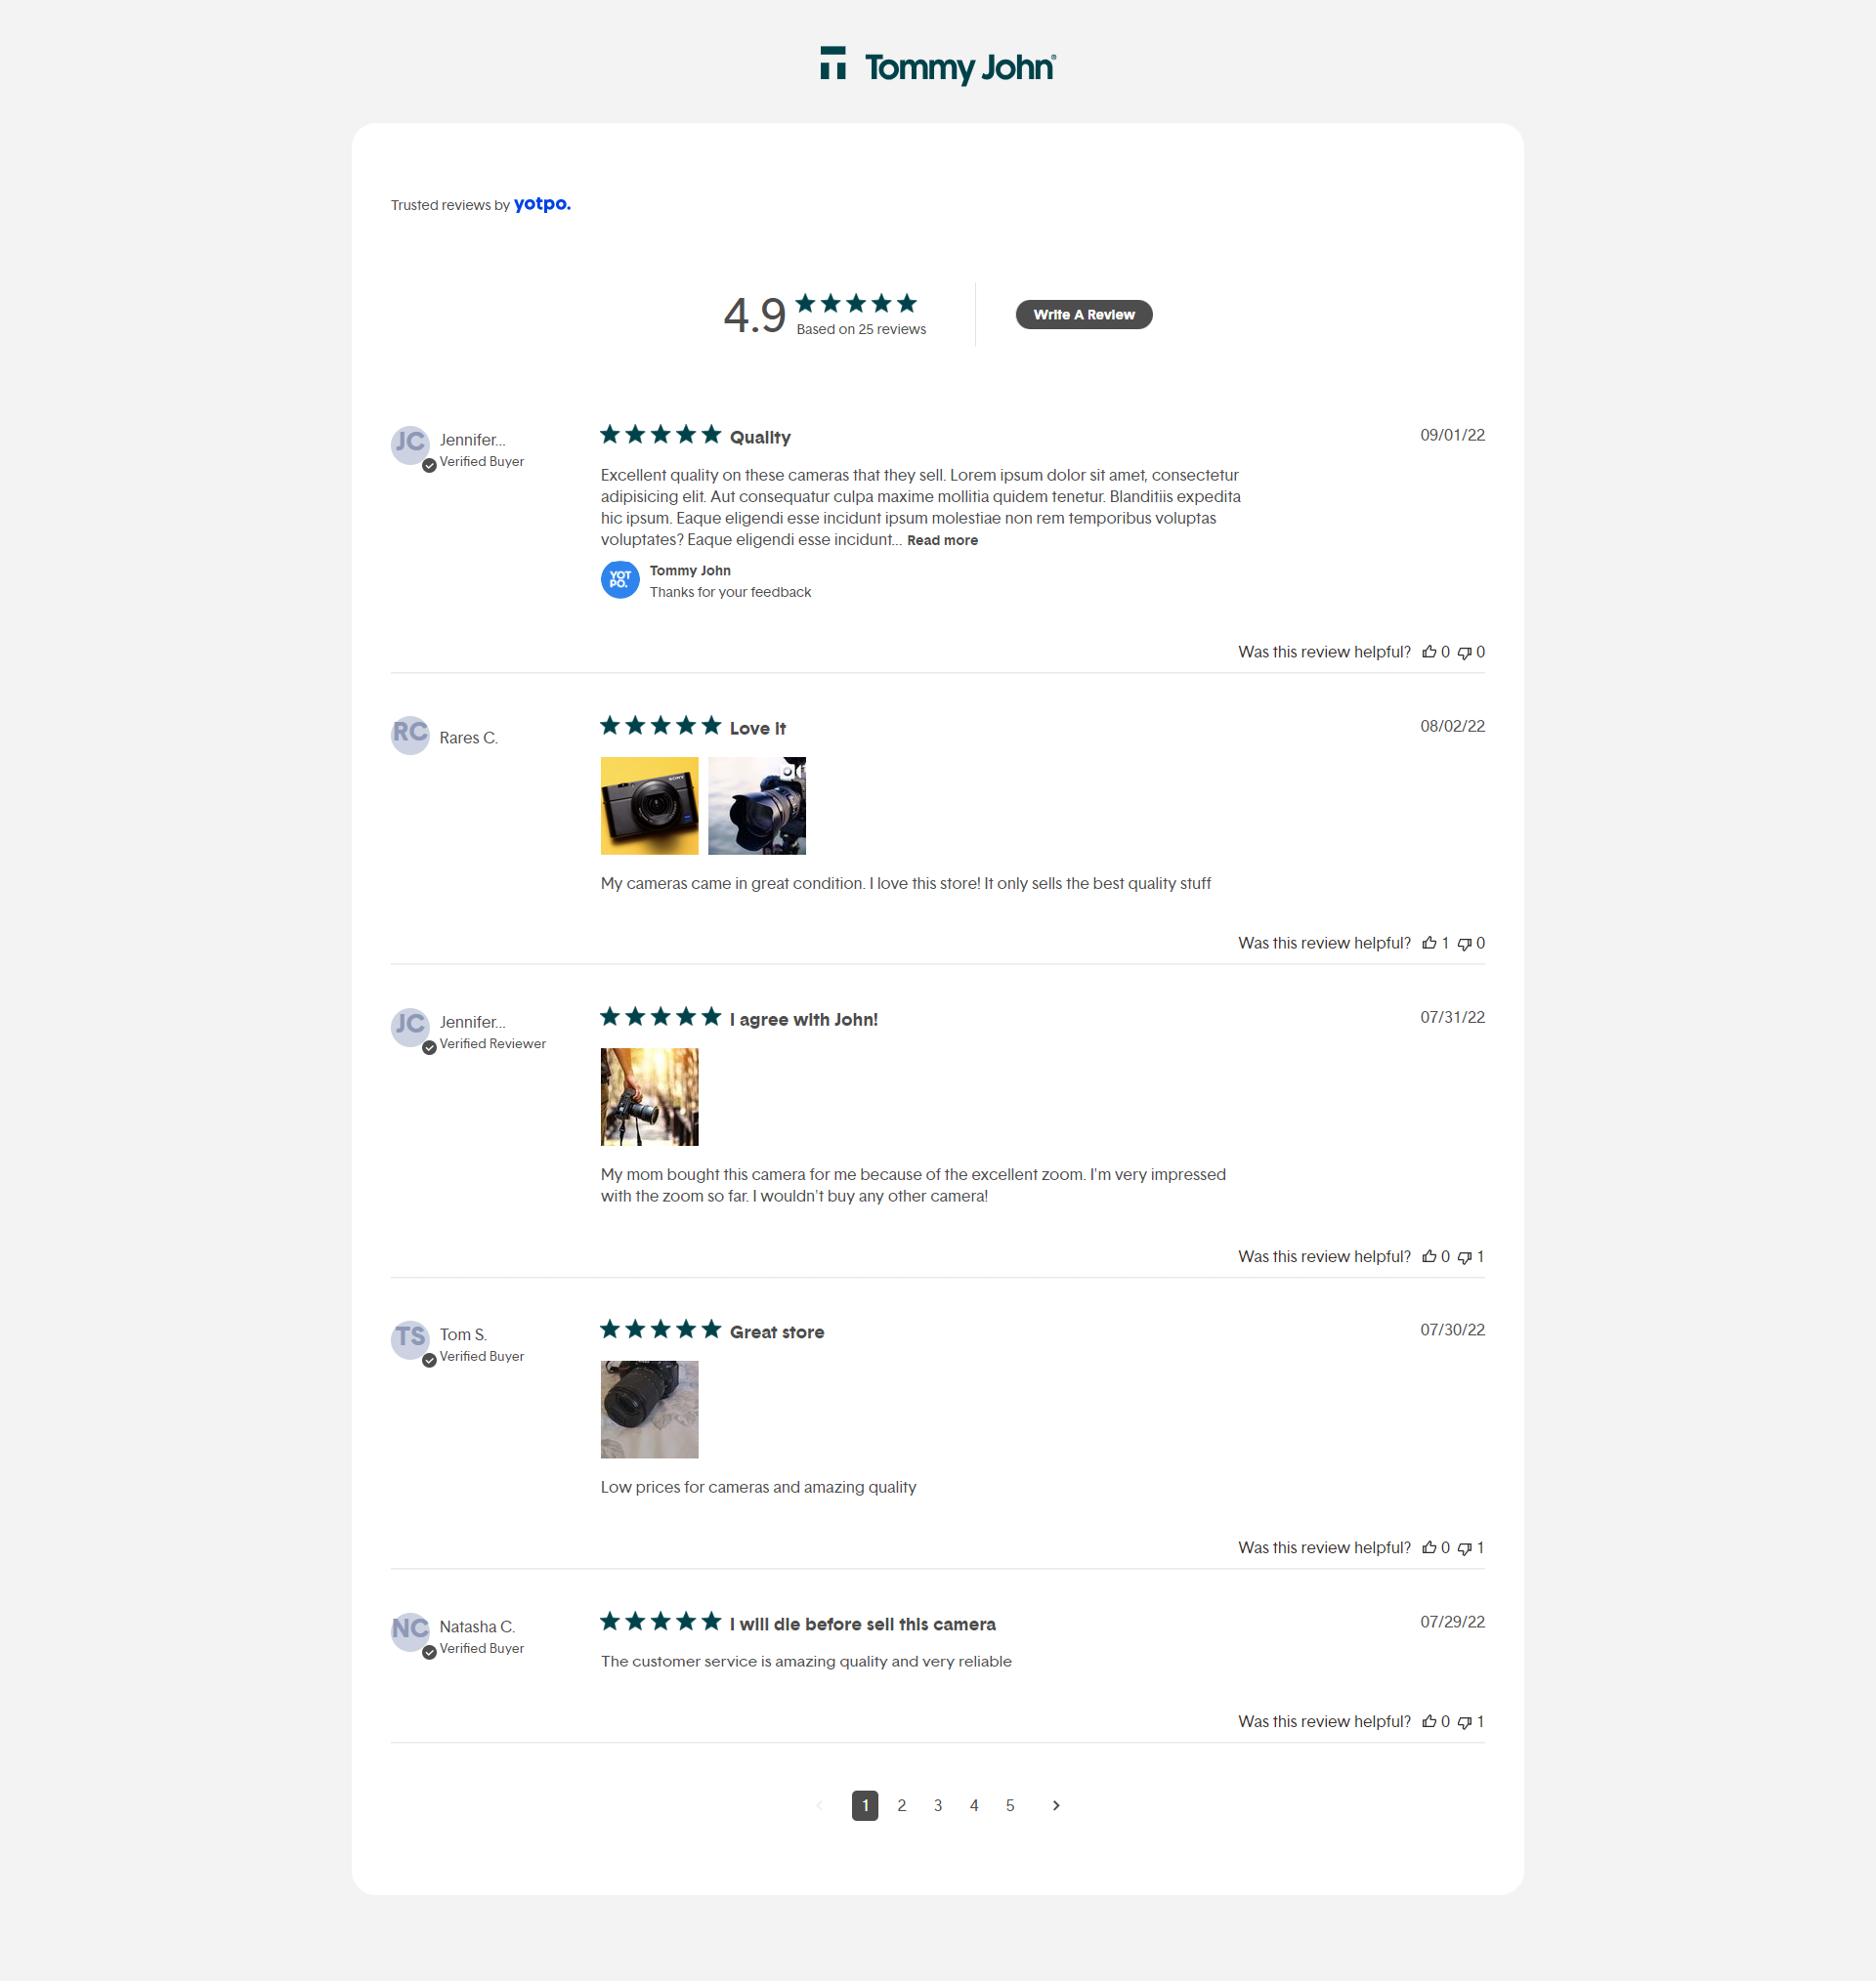 Tommy John®
Trusted reviews by yotpo.
4.9
Based on 25 reviews
Write A Review
JC
Jennifer...
Verified Buyer
Quality
09/01/22
Excellent quality on these cameras that they sell. Lorem ipsum dolor sit amet, consectetur
adipisicing elit. Aut consequatur culpa maxime mollitia quidem tenetur. Blanditiis expedita
hic ipsum. Eaque eligendi esse incidunt ipsum molestiae non rem temporibus voluptas
voluptates? Eaque eligendi esse incidunt... Read more
YOT
PO.
Tommy John
Thanks for your feedback
Was this review helpful? 0 0
RC
Rares C.
Love it
08/02/22
SONY
My cameras came in great condition. I love this store! It only sells the best quality stuff
Was this review helpful? 1 0
JC
Jennifer...
Verified Reviewer
I agree with John!
07/31/22
My mom bought this camera for me because of the excellent zoom. I'm very impressed
with the zoom so far. I wouldn't buy any other camera!
Was this review helpful? 0 1
TS
Tom S.
Verified Buyer
Great store
07/30/22
Low prices for cameras and amazing quality
Was this review helpful? 0 1
NC
Natasha C.
Verified Buyer
I will die before sell this camera
07/29/22
The customer service is amazing quality and very reliable
Was this review helpful? 0 1
1 2 3 4 5